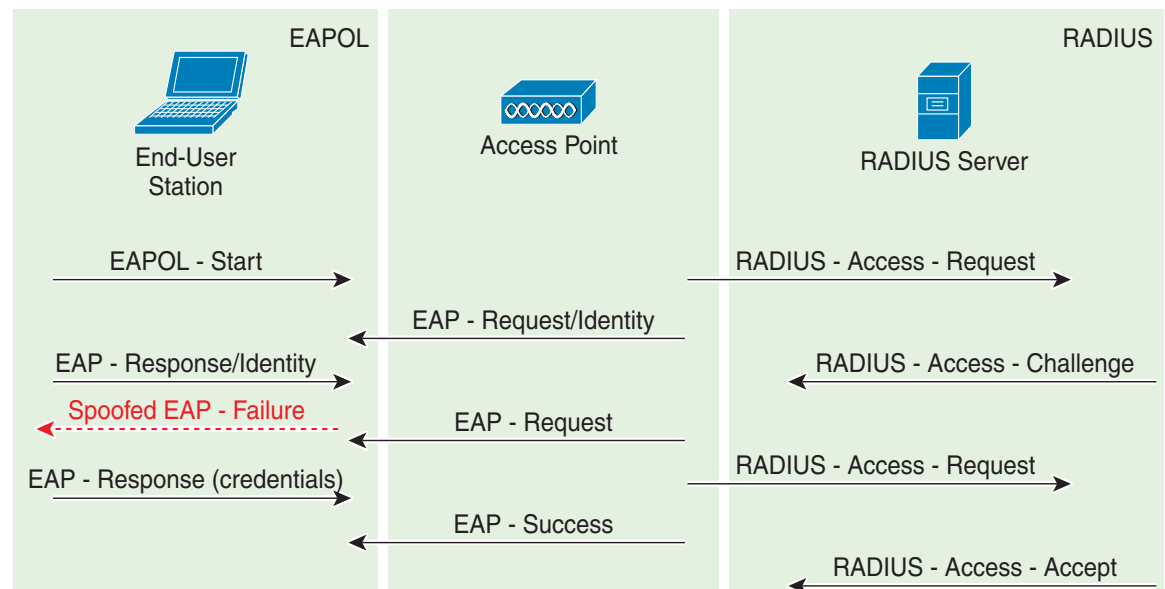 EAPOL
RADIUS
End-User
Station
Access Point
RADIUS Server
EAPOL - Start
RADIUS - Access - Request
EAP - Request/Identity
EAP - Response/Identity
RADIUS - Access - Challenge
Spoofed EAP - Failure
EAP - Request
EAP - Response (credentials)
RADIUS - Access - Request
EAP - Success
RADIUS - Access - Accept